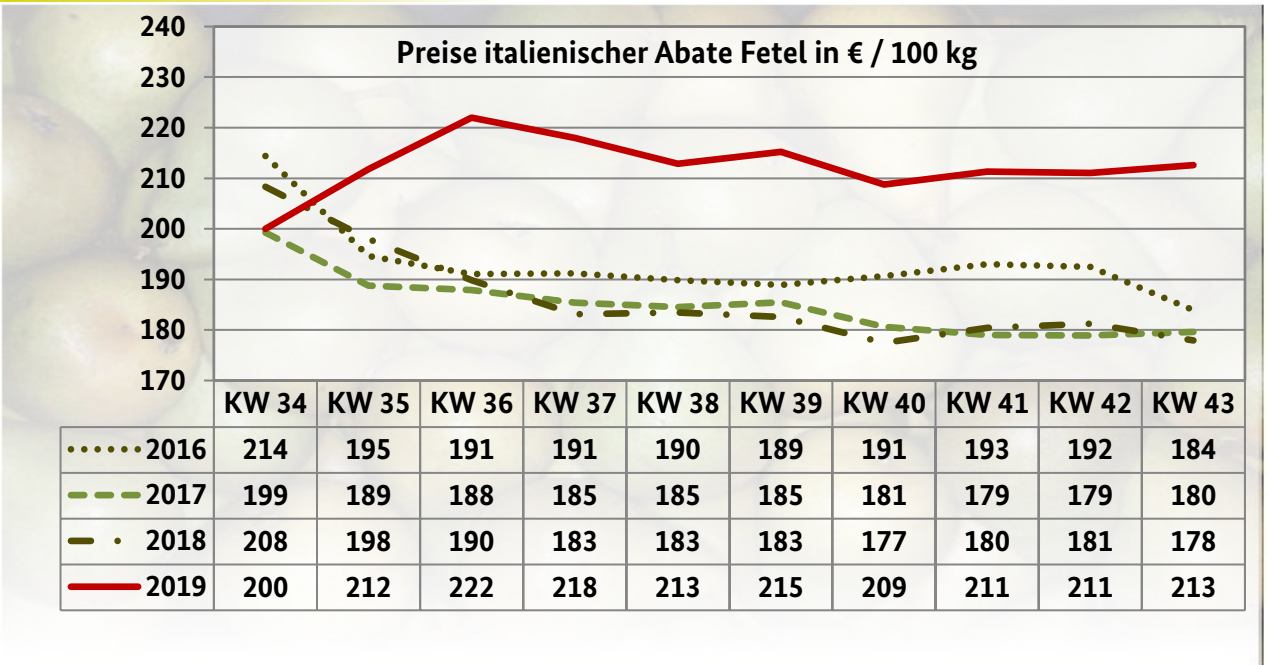 Preise italienischer Abate Fetel in € / 100 kg
240
230
220
210
200
190
180
170
KW 34 KW 35 KW 36 KW 37 KW 38 KW 39 KW 40 KW 41 KW 42 KW 43
2016 214 195 191 191 190 189 191 193 192 184
2017 199 189 188 185 185 185 181 179 179 180
2018 208 198 190 183 183 183 177 180 181 178
2019 200 212 222 218 213 215 209 211 211 213